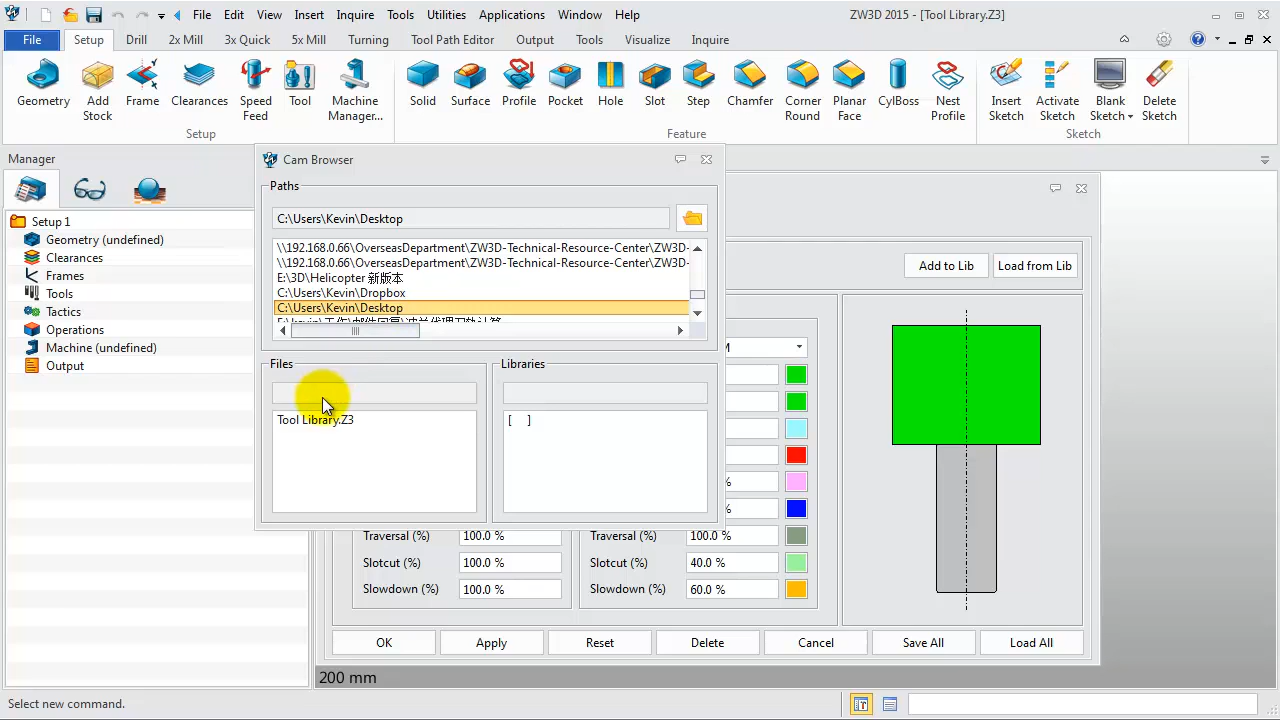 File Edit View Insert Inquire Tools Utilities Applications Window Help ZW3D 2015 - [Tool Library.Z3]
File Setup Drill 2x Mill 3x Quick 5x Mill Turning Tool Path Editor Output Tools Visualize Inquire
Geometry Add Stock Frame Clearances Speed Feed Tool Machine Manager... Solid Surface Profile Pocket Hole Slot Step Chamfer Corner Round Planar Face CylBoss Nest Profile Insert Sketch Activate Sketch Blank Sketch Delete Sketch
Setup Feature Sketch
Manager
Setup 1
Geometry (undefined)
Clearances
Frames
Tools
Tactics
Operations
Machine (undefined)
Output
Cam Browser
Paths
C:\Users\Kevin\Desktop
\\192.168.0.66\OverseasDepartment\ZW3D-Technical-Resource-Center\ZW3D-
\\192.168.0.66\OverseasDepartment\ZW3D-Technical-Resource-Center\ZW3D-
E:\3D\Helicopter 新版本
C:\Users\Kevin\Dropbox
C:\Users\Kevin\Desktop
Files
Tool Library.Z3
Libraries
[ ]
Add to Lib Load from Lib
M
%
%
Traversal (%) 100.0 % Traversal (%) 100.0 %
Slotcut (%) 100.0 % Slotcut (%) 40.0 %
Slowdown (%) 100.0 % Slowdown (%) 60.0 %
OK Apply Reset Delete Cancel Save All Load All
200 mm
Select new command.